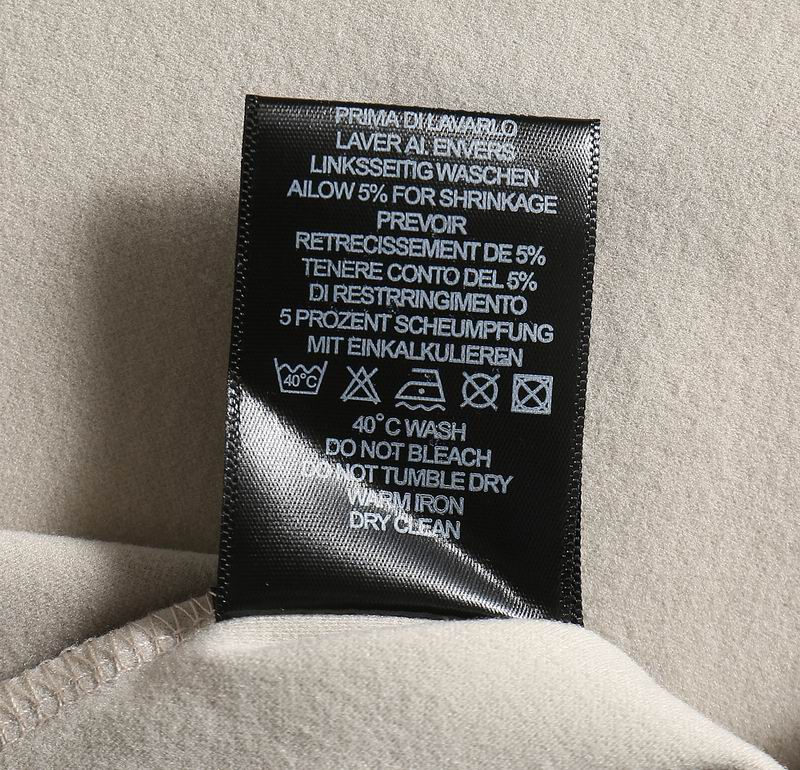 PRIMA DI LAVARLO
LAVER AL ENVERS
LINKSSEITIG WASCHEN
AILOW 5% FOR SHRINKAGE
PREVOIR
RETRECISSEMENT DE 5%
TENERE CONTO DEL 5%
DI RESTRRINGIMENTO
5 PROZENT SCHEUMPFUNG
MIT EINKALKULIEREN
40°C
40°C WASH
DO NOT BLEACH
DO NOT TUMBLE DRY
WARM IRON
DRY CLEAN